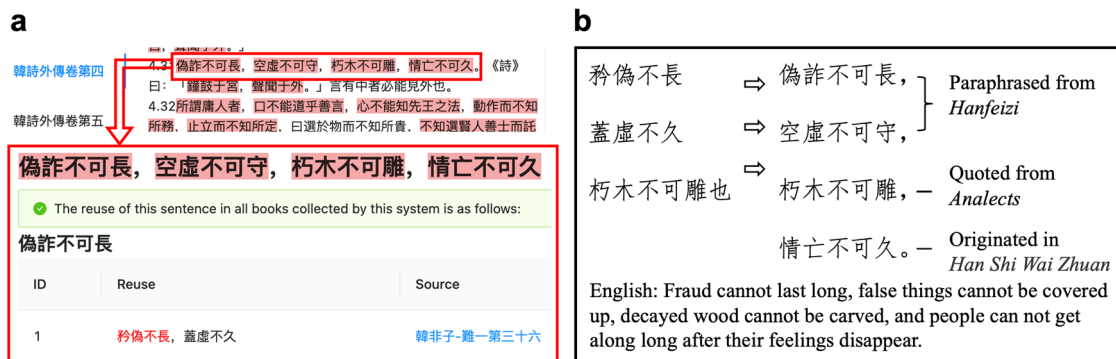 a
韓詩外傳卷第四
韓詩外傳卷第五
4.31偽詐不可長，空虛不可守，朽木不可雕，情亡不可久。《詩》
曰：「鐘鼓于宮，聲聞于外。」言有中者必能見外也。
4.32所謂庸人者，口不能道乎善言，心不能知先王之法，動作而不知
所務，止立而不知所定，曰選於物而不知所貴，不知選賢人善士而託
偽詐不可長，空虛不可守，朽木不可雕，情亡不可久
The reuse of this sentence in all books collected by this system is as follows:
偽詐不可長
ID Reuse Source
1 矜偽不長，蓋虛不久 韓非子-難一第三十六
b
矜偽不長 ⇨ 偽詐不可長，
蓋虛不久 ⇨ 空虛不可守，
Paraphrased from
Hanfeizi
朽木不可雕也 ⇨ 朽木不可雕，
Quoted from
Analects
情亡不可久。
Originated in
Han Shi Wai Zhuan
English: Fraud cannot last long, false things cannot be covered
up, decayed wood cannot be carved, and people can not get
along long after their feelings disappear.